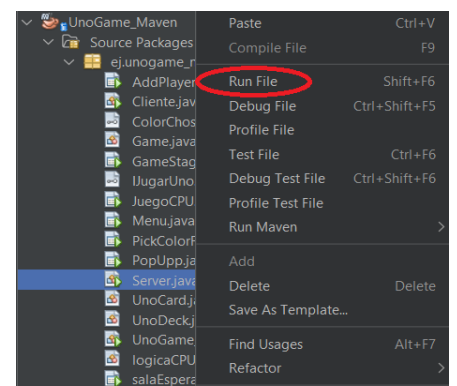 UnoGame_Maven
Source Packages
ej.unogame_r
AddPlayer
Cliente.jav
ColorChos
Game.java
GameStag
IJugarUno
JuegoCPU
Menu.java
PickColorF
PopUpp.ja
Server.java
UnoCard.j
UnoDeck.j
UnoGame
logicaCPU
salaEspera
Paste Ctrl+V
Compile File F9
Run File Shift+F6
Debug File Ctrl+Shift+F5
Profile File
Test File Ctrl+F6
Debug Test File Ctrl+Shift+F6
Profile Test File
Run Maven >
Add
Delete Delete
Save As Template...
Find Usages Alt+F7
Refactor >